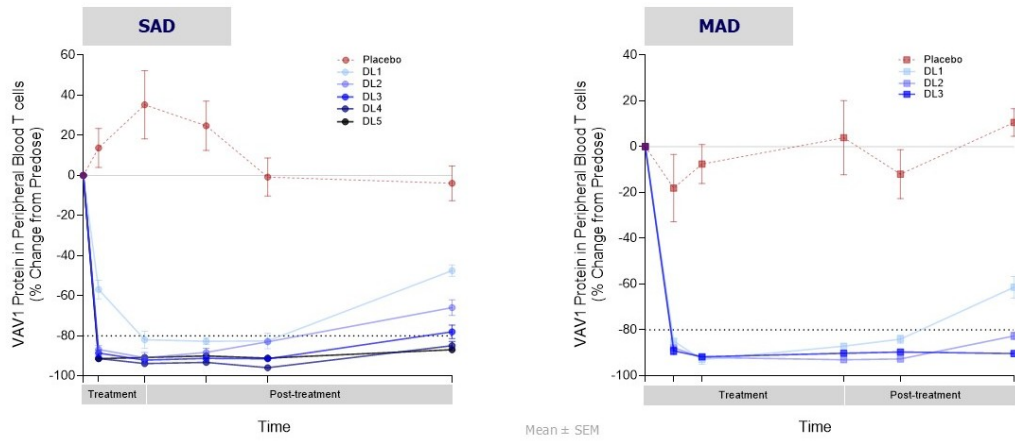 SAD
VAV1 Protein in Peripheral Blood T cells
(% Change from Predose)
60
40
20
0
-20
-40
-60
-80
-100
Placebo
DL1
DL2
DL3
DL4
DL5
Treatment
Post-treatment
Time
MAD
VAV1 Protein in Peripheral Blood T cells
(% Change from Predose)
40
20
0
-20
-40
-60
-80
-100
Placebo
DL1
DL2
DL3
Treatment
Post-treatment
Time
Mean ± SEM